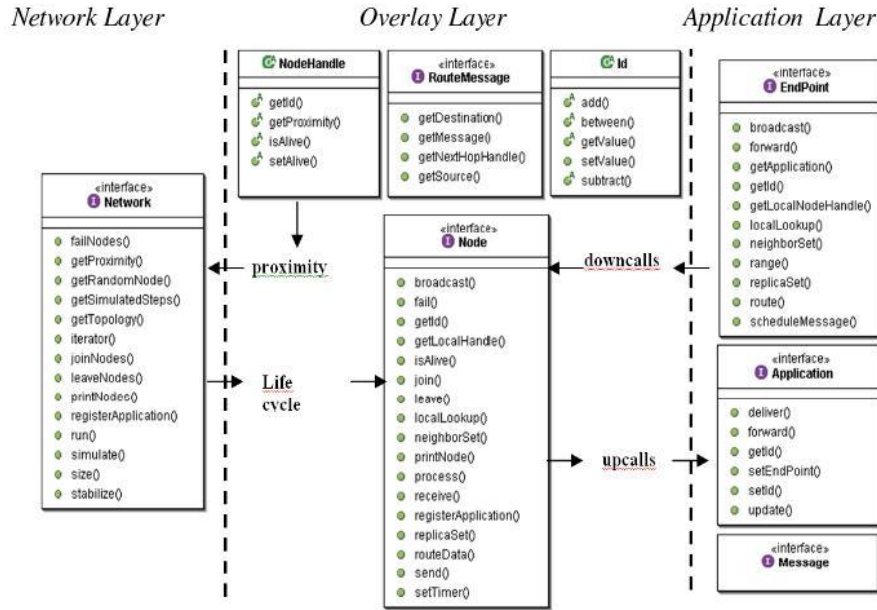 Network Layer
Overlay Layer
Application Layer
NodeHandle
getId()
getProximity()
isAlive()
setAlive()
«interface»
RouteMessage
getDestination()
getMessage()
getNextHopHandle()
getSource()
Id
add()
between()
getValue()
setValue()
subtract()
«interface»
EndPoint
broadcast()
forward()
getApplication()
getId()
getLocalNodeHandle()
localLookup()
neighborSet()
range()
replicaSet()
route()
scheduleMessage()
«interface»
Network
failNodes()
getProximity()
getRandomNode()
getSimulatedSteps()
getTopology()
iterator()
joinNodes()
leaveNodes()
printNodes()
registerApplication()
run()
simulate()
size()
stabilize()
proximity
Life
cycle
«interface»
Node
broadcast()
fail()
getId()
getLocalHandle()
isAlive()
join()
leave()
localLookup()
neighborSet()
printNode()
process()
receive()
registerApplication()
replicaSet()
routeData()
send()
setTimer()
downcalls
upcalls
«interface»
Application
deliver()
forward()
getId()
setEndPoint()
setId()
update()
«interface»
Message